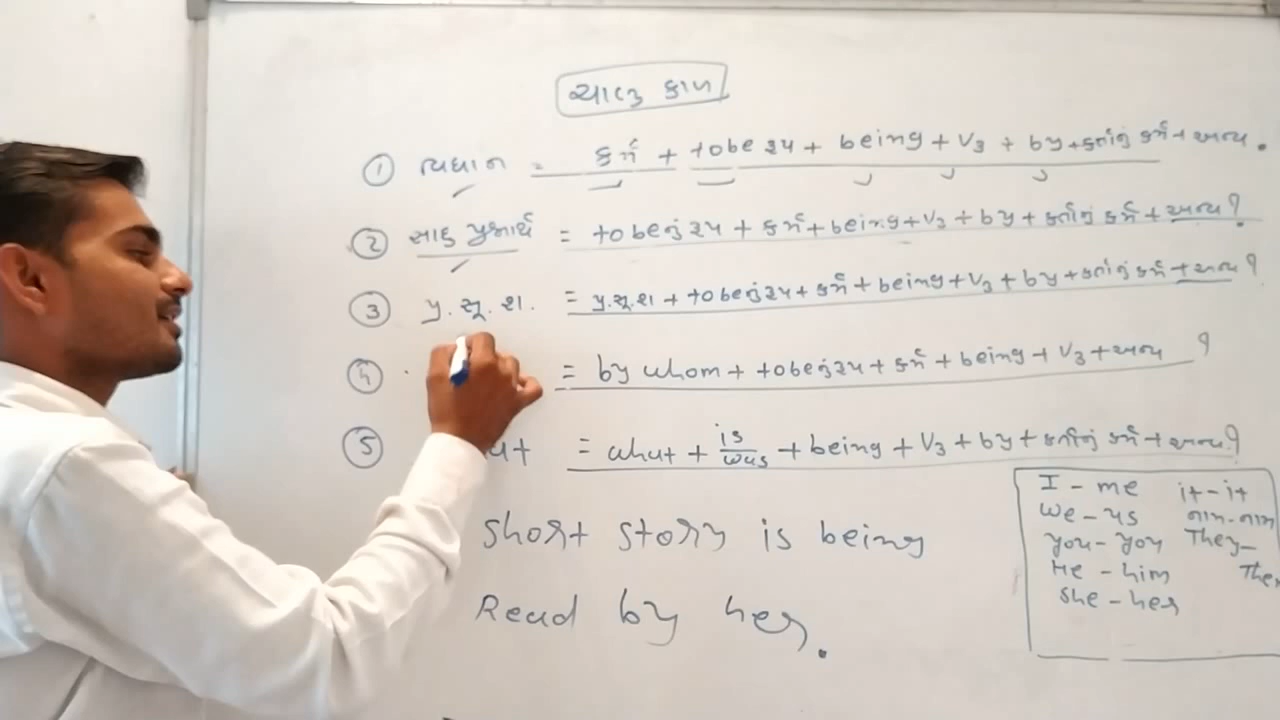 ચાલુ કાળ
① વિધાન = કર્મ + tobe રૂપ + being + V3 + by + કર્તાનું કર્મ + અન્ય.
② સાદુ પ્રશ્નાર્થ = tobeનું રૂપ + કર્મ + being + V3 + by + કર્તાનું કર્મ + અન્ય?
③ પ્ર. સૂ. શ. = પ્ર.સૂ.શ + tobeનું રૂપ + કર્મ + being + V3 + by + કર્તાનું કર્મ + અન્ય?
④ = by whom + tobeનું રૂપ + કર્મ + being + V3 + અન્ય ?
⑤ at = what + is/was + being + V3 + by + કર્તાનું કર્મ + અન્ય?
Short story is being
Read by her.
I - me it - it
We - us નામ - નામ
You - you They -
He - him The
She - her